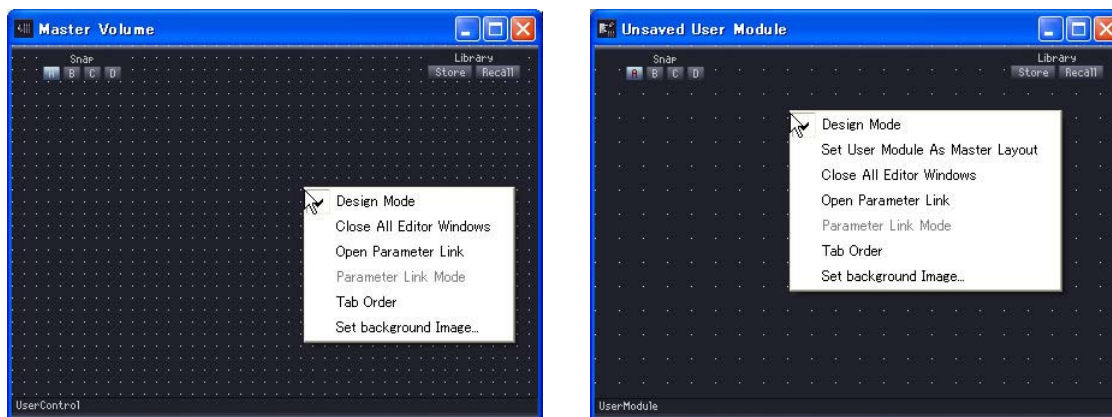 Master Volume
Snap
A B C D
Library
Store Recall
Design Mode
Close All Editor Windows
Open Parameter Link
Parameter Link Mode
Tab Order
Set background Image...
UserControl
Unsaved User Module
Snap
A B C D
Library
Store Recall
Design Mode
Set User Module As Master Layout
Close All Editor Windows
Open Parameter Link
Parameter Link Mode
Tab Order
Set background Image...
UserModule